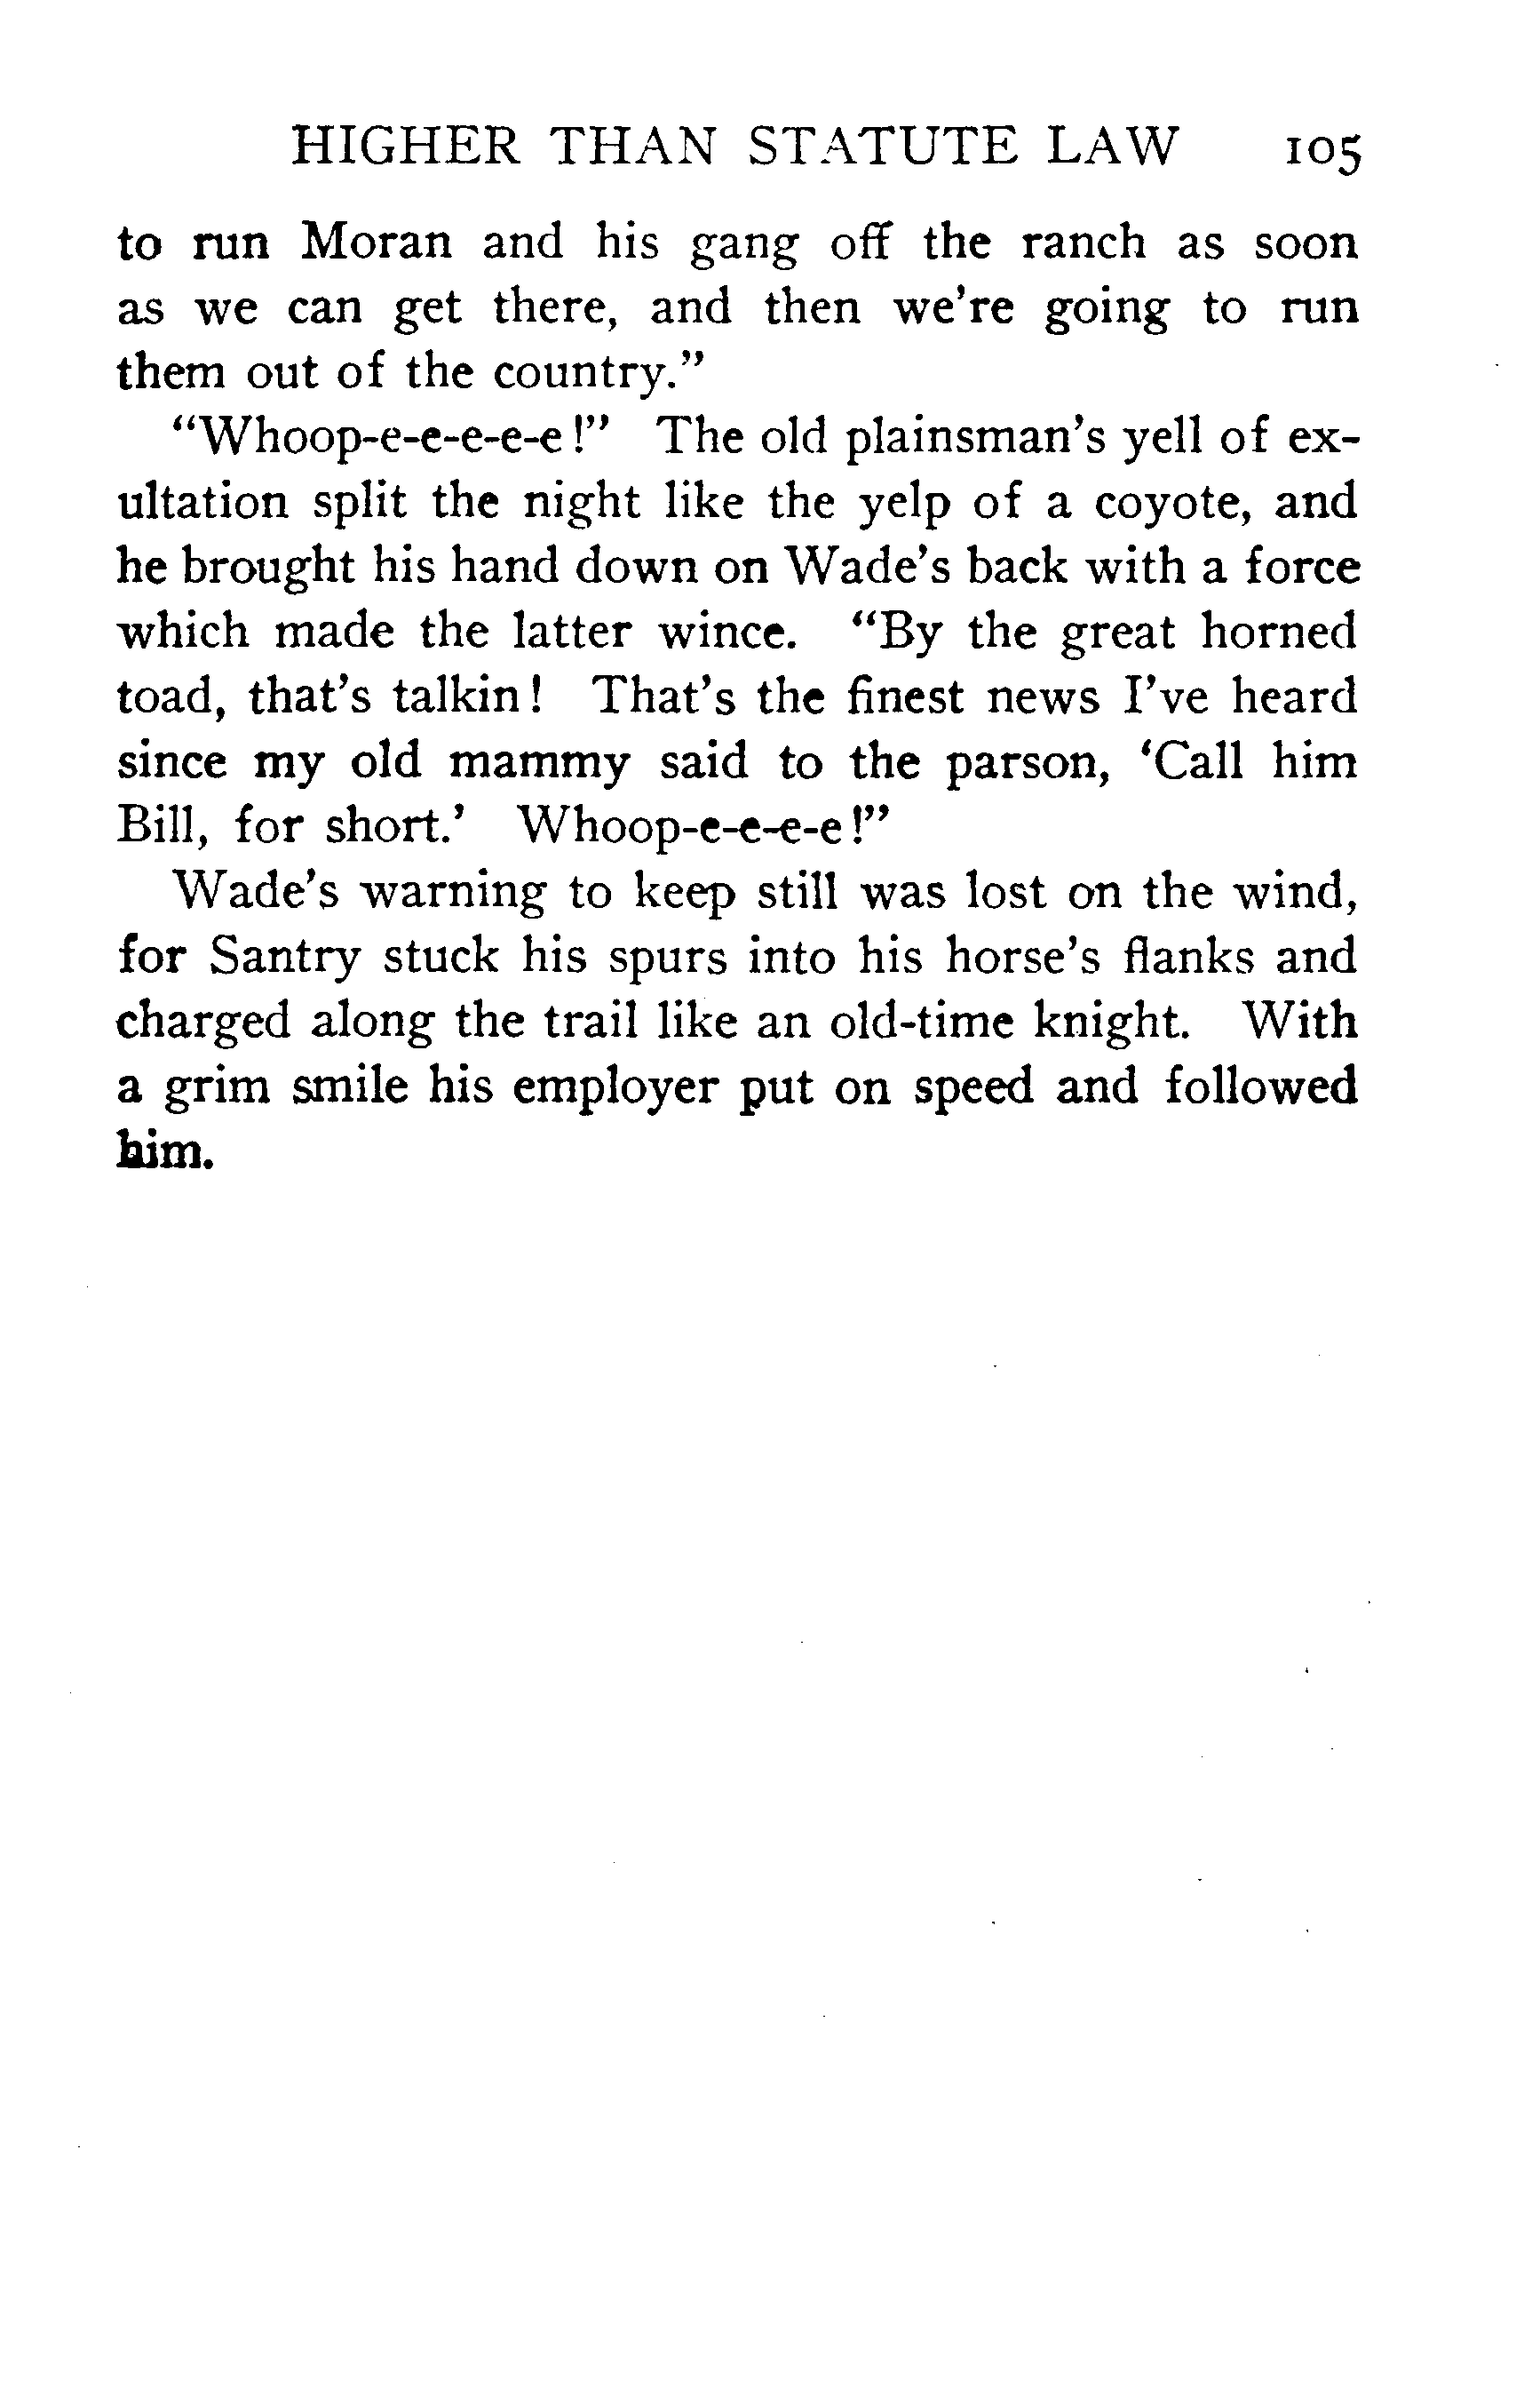 HIGHER THAN STATUTE LAW 105
to run Moran and his gang off the ranch as soon
as we can get there, and then we're going to run
them out of the country."
"Whoop-e-e-e-e-e!" The old plainsman's yell of ex-
ultation split the night like the yelp of a coyote, and
he brought his hand down on Wade's back with a force
which made the latter wince. "By the great horned
toad, that's talkin! That's the finest news I've heard
since my old mammy said to the parson, 'Call him
Bill, for short.' Whoop-e-e-e-e!"
Wade's warning to keep still was lost on the wind,
for Santry stuck his spurs into his horse's flanks and
charged along the trail like an old-time knight. With
a grim smile his employer put on speed and followed
him.